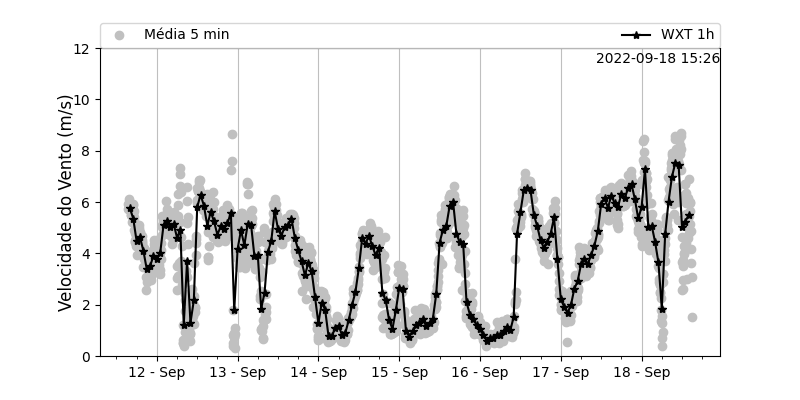 Média 5 min
WXT 1h
2022-09-18 15:26
Velocidade do Vento (m/s)
12
10
8
6
4
2
0
12 - Sep
13 - Sep
14 - Sep
15 - Sep
16 - Sep
17 - Sep
18 - Sep